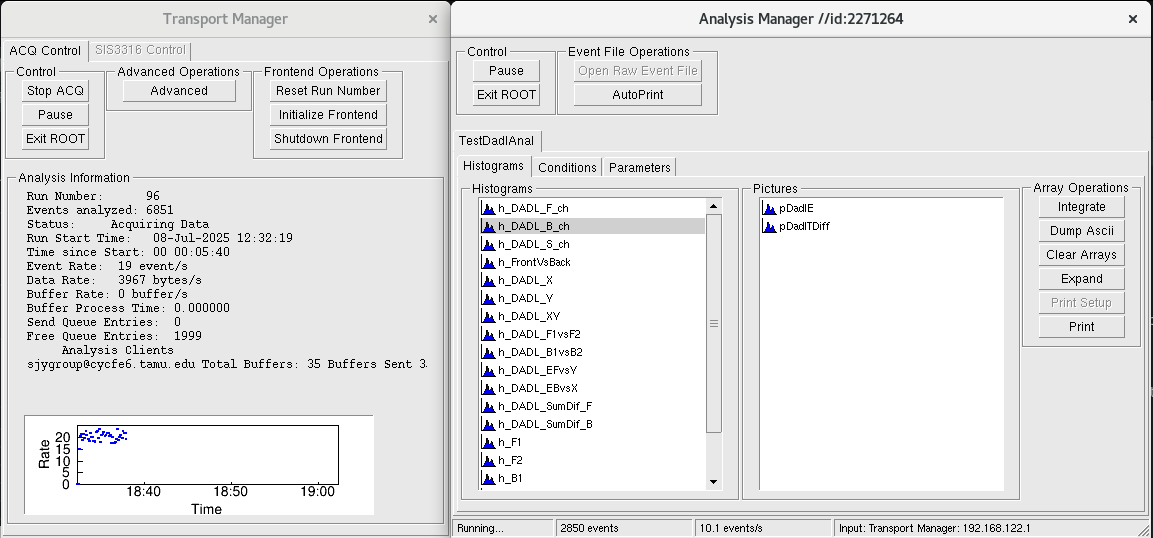 Transport Manager
ACQ Control
SIS3316 Control
Control
Stop ACQ
Pause
Exit ROOT
Advanced Operations
Advanced
Frontend Operations
Reset Run Number
Initialize Frontend
Shutdown Frontend
Analysis Information
Run Number: 96
Events analyzed: 6851
Status: Acquiring Data
Run Start Time: 08-Jul-2025 12:32:19
Time since Start: 00 00:05:40
Event Rate: 19 event/s
Data Rate: 3967 bytes/s
Buffer Rate: 0 buffer/s
Buffer Process Time: 0.000000
Send Queue Entries: 0
Free Queue Entries: 1999
Analysis Clients
sjygroup@cycfe6.tamu.edu Total Buffers: 35 Buffers Sent 3
Rate
20
15
10
5
0
18:40 18:50 19:00
Time
Analysis Manager //id:2271264
Control
Pause
Exit ROOT
Event File Operations
Open Raw Event File
AutoPrint
TestDadlAnal
Histograms
Conditions
Parameters
Histograms
h_DADL_F_ch
h_DADL_B_ch
h_DADL_S_ch
h_FrontVsBack
h_DADL_X
h_DADL_Y
h_DADL_XY
h_DADL_F1vsF2
h_DADL_B1vsB2
h_DADL_EFvsY
h_DADL_EBvsX
h_DADL_SumDif_F
h_DADL_SumDif_B
h_F1
h_F2
h_B1
Pictures
pDadlE
pDadlTDiff
Array Operations
Integrate
Dump Ascii
Clear Arrays
Expand
Print Setup
Print
Running...
2850 events
10.1 events/s
Input: Transport Manager: 192.168.122.1